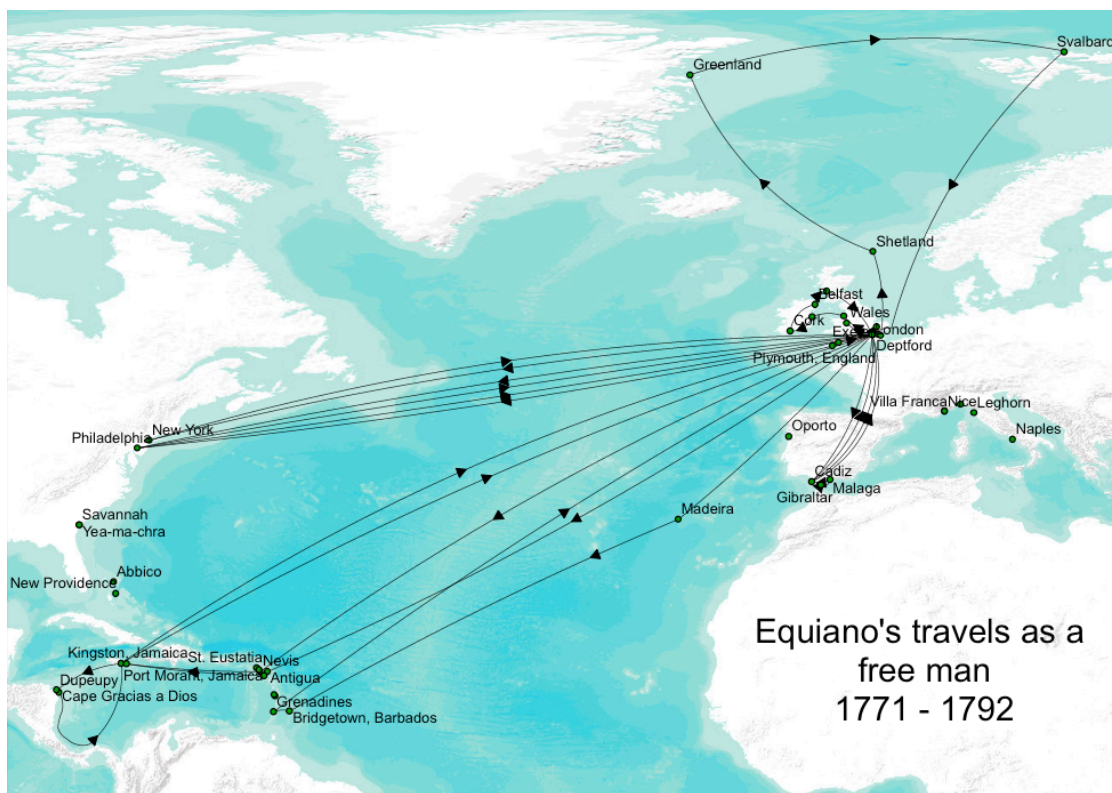 Svalbard
Greenland
Shetland
Belfast
Wales
Cork
London
Deptford
Plymouth, England
Villa Franca
Nice
Leghorn
New York
Philadelphia
Oporto
Naples
Cadiz
Malaga
Gibraltar
Madeira
Savannah
Yea-ma-chra
Abbico
New Providence
Kingston, Jamaica
St. Eustatia
Nevis
Port Morant, Jamaica
Antigua
Dupeupy
Cape Gracias a Dios
Grenadines
Bridgetown, Barbados
Equiano's travels as a
free man
1771 - 1792